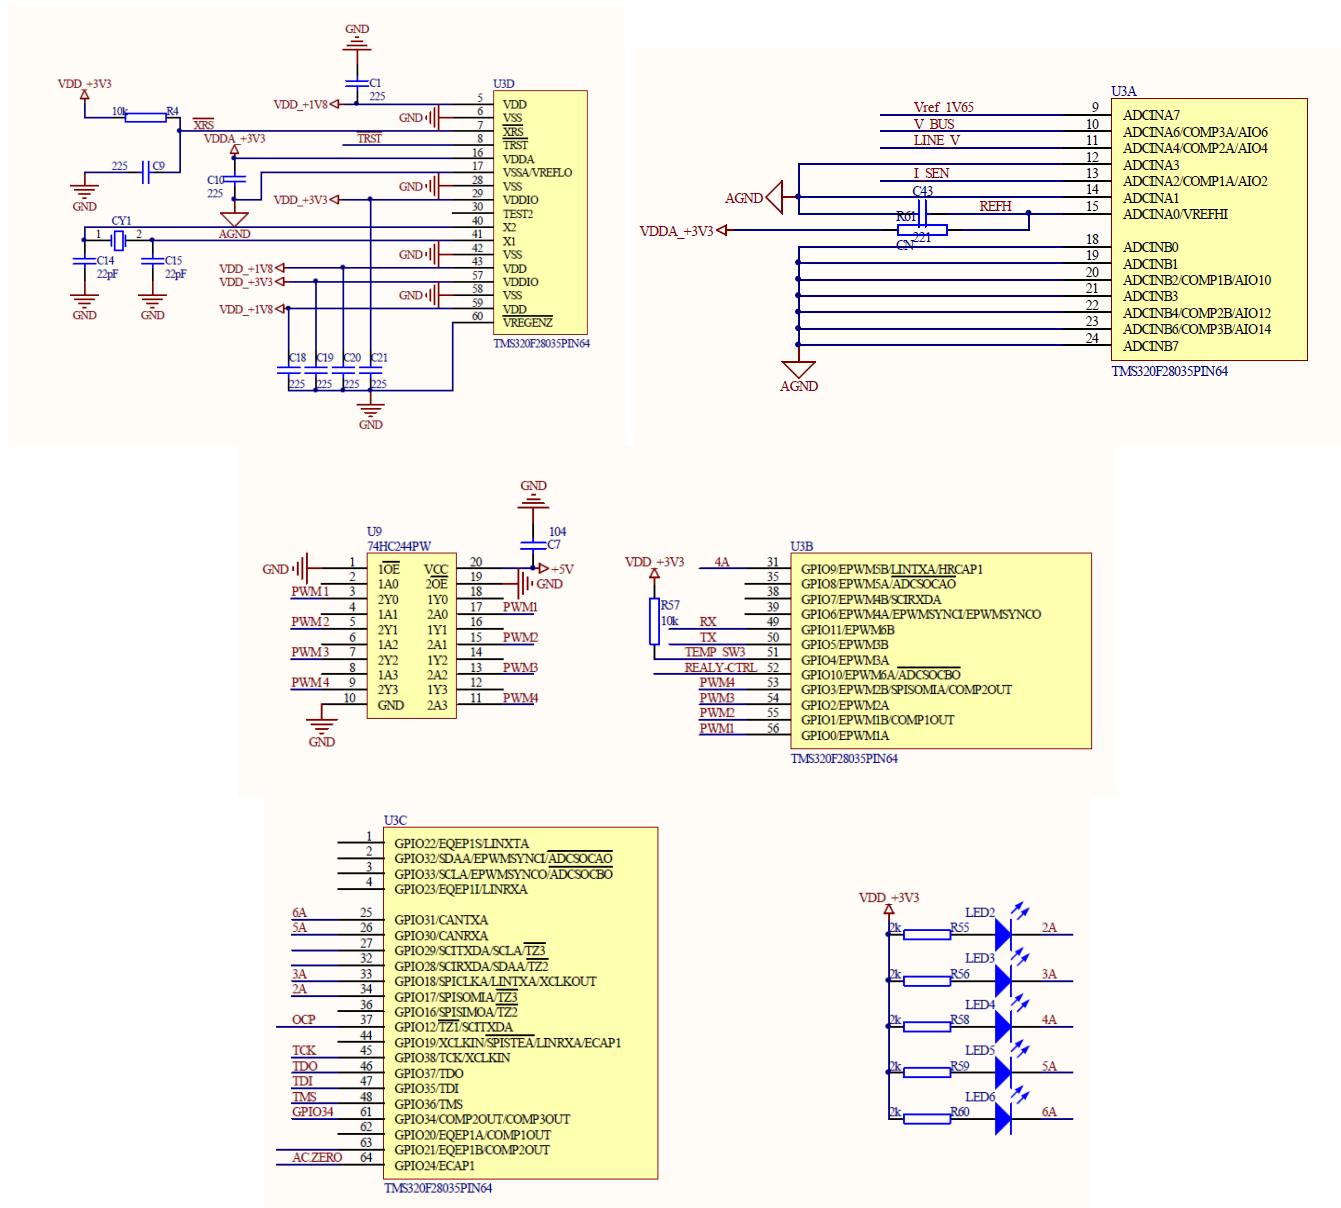 GND
VDD_+3V3
10k R4
XRS
VDDA_+3V3
225 C9
GND
C10
225
AGND
CY1
1 2
C14
22pF
C15
22pF
GND
GND
C1
225
VDD_+1V8
GND
TRST
GND
VDD_+3V3
GND
VDD_+1V8
VDD_+3V3
GND
VDD_+1V8
C18 C19 C20 C21
225 225 225 225
GND
U3D
5 VDD
6 VSS
7 XRS
8 TRST
16 VDDA
17 VSSA/VREFLO
28 VSS
29 VDDIO
30 TEST2
40 X2
41 X1
42 VSS
43 VDD
57 VDDIO
58 VSS
59 VDD
60 VREGENZ
TMS320F28035PIN64
U3A
Vref_1V65 9 ADCINA7
V_BUS 10 ADCINA6/COMP3A/AIO6
LINE_V 11 ADCINA4/COMP2A/AIO4
12 ADCINA3
I_SEN 13 ADCINA2/COMP1A/AIO2
14 ADCINA1
REFH 15 ADCINA0/VREFHI
AGND
C43
R61
221
CN
VDDA_+3V3
18 ADCINB0
19 ADCINB1
20 ADCINB2/COMP1B/AIO10
21 ADCINB3
22 ADCINB4/COMP2B/AIO12
23 ADCINB6/COMP3B/AIO14
24 ADCINB7
AGND
TMS320F28035PIN64
GND
104
C7
+5V
GND
U9
74HC244PW
GND 1 1OE VCC 20
2 1A0 2OE 19
PWM1 3 2Y0 1Y0 18
4 1A1 2A0 17 PWM1
PWM2 5 2Y1 1Y1 16
6 1A2 2A1 15 PWM2
PWM3 7 2Y2 1Y2 14
8 1A3 2A2 13 PWM3
PWM4 9 2Y3 1Y3 12
10 GND 2A3 11 PWM4
GND
VDD_+3V3
R57
10k
U3B
4A 31 GPIO9/EPWM5B/LINTXA/HRCAP1
35 GPIO8/EPWM5A/ADCSOCAO
38 GPIO7/EPWM4B/SCIRXDA
39 GPIO6/EPWM4A/EPWMSYNCI/EPWMSYNCO
RX 49 GPIO11/EPWM6B
TX 50 GPIO5/EPWM3B
TEMP_SW3 51 GPIO4/EPWM3A
REALY-CTRL 52 GPIO10/EPWM6A/ADCSOCBO
PWM4 53 GPIO3/EPWM2B/SPISOMIA/COMP2OUT
PWM3 54 GPIO2/EPWM2A
PWM2 55 GPIO1/EPWM1B/COMP1OUT
PWM1 56 GPIO0/EPWM1A
TMS320F28035PIN64
U3C
1 GPIO22/EQEP1S/LINXTA
2 GPIO32/SDAA/EPWMSYNCI/ADCSOCAO
3 GPIO33/SCLA/EPWMSYNCO/ADCSOCBO
4 GPIO23/EQEP1I/LINRXA
6A 25 GPIO31/CANTXA
5A 26 GPIO30/CANRXA
27 GPIO29/SCITXDA/SCLA/TZ3
32 GPIO28/SCIRXDA/SDAA/TZ2
3A 33 GPIO18/SPICLKA/LINTXA/XCLKOUT
2A 34 GPIO17/SPISOMIA/TZ3
36 GPIO16/SPISIMOA/TZ2
OCP 37 GPIO12/TZ1/SCITXDA
44 GPIO19/XCLKIN/SPISTEA/LINRXA/ECAP1
TCK 45 GPIO38/TCK/XCLKIN
TDO 46 GPIO37/TDO
TDI 47 GPIO35/TDI
TMS 48 GPIO36/TMS
GPIO34 61 GPIO34/COMP2OUT/COMP3OUT
62 GPIO20/EQEP1A/COMP1OUT
63 GPIO21/EQEP1B/COMP2OUT
AC.ZERO 64 GPIO24/ECAP1
TMS320F28035PIN64
VDD_+3V3
LED2
2k R55 2A
LED3
2k R56 3A
LED4
2k R58 4A
LED5
2k R59 5A
LED6
2k R60 6A